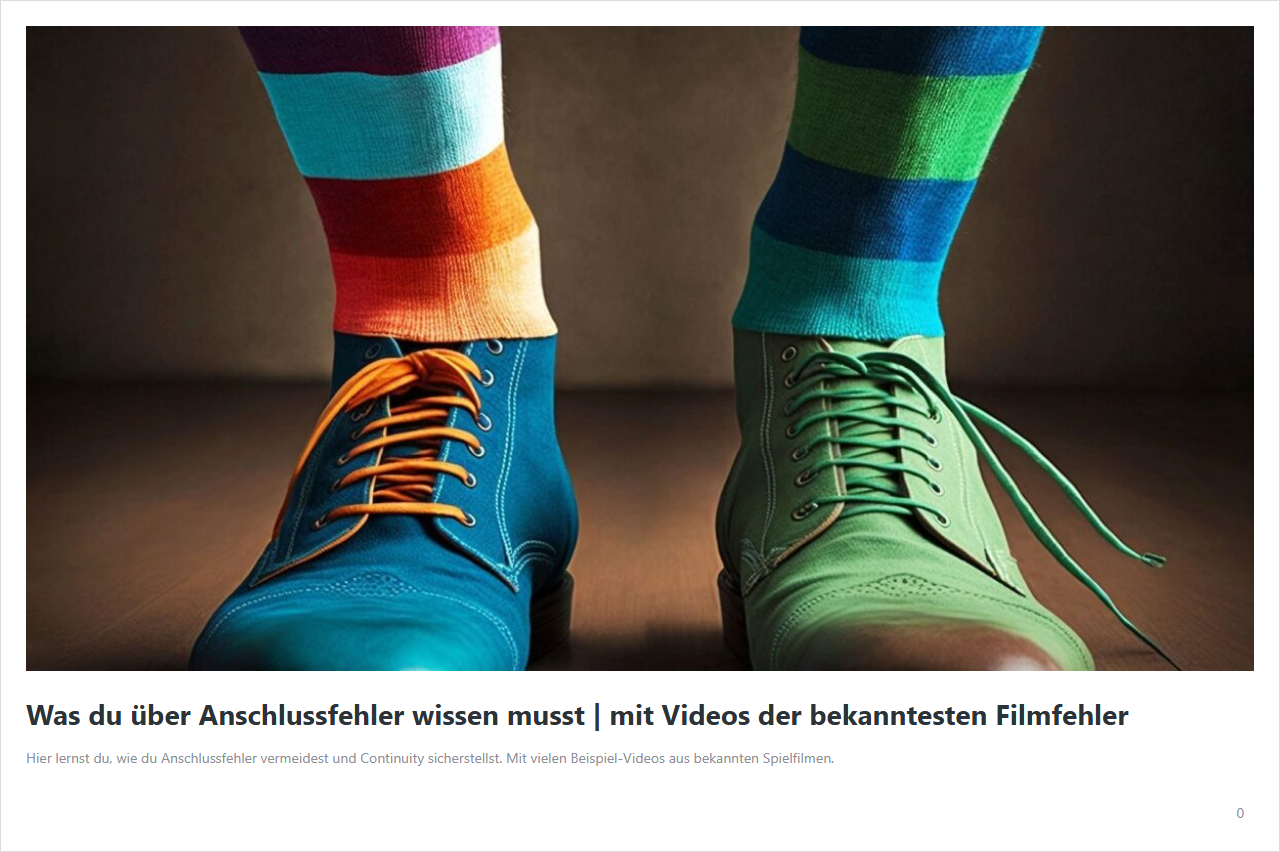 Was du über Anschlussfehler wissen musst | mit Videos der bekanntesten Filmfehler
Hier lernst du, wie du Anschlussfehler vermeidest und Continuity sicherstellst. Mit vielen Beispiel-Videos aus bekannten Spielfilmen.
0